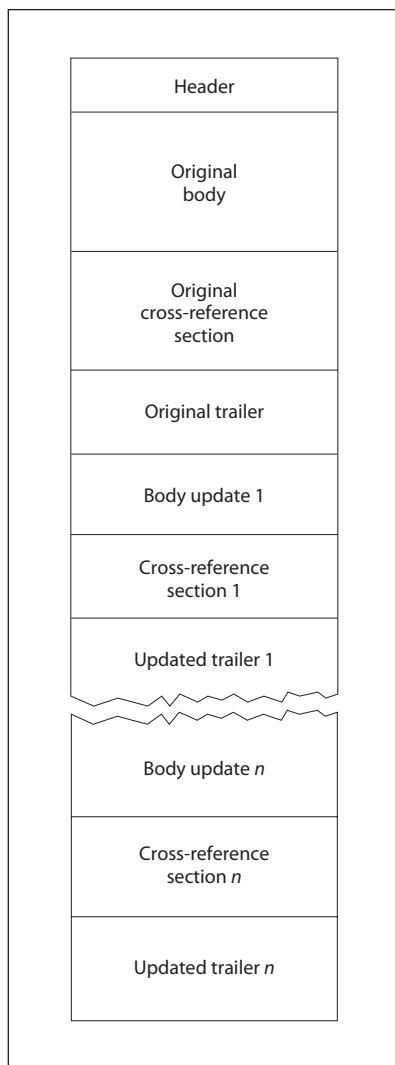 Header
Original
body
Original
cross-reference
section
Original trailer
Body update 1
Cross-reference
section 1
Updated trailer 1
Body update n
Cross-reference
section n
Updated trailer n